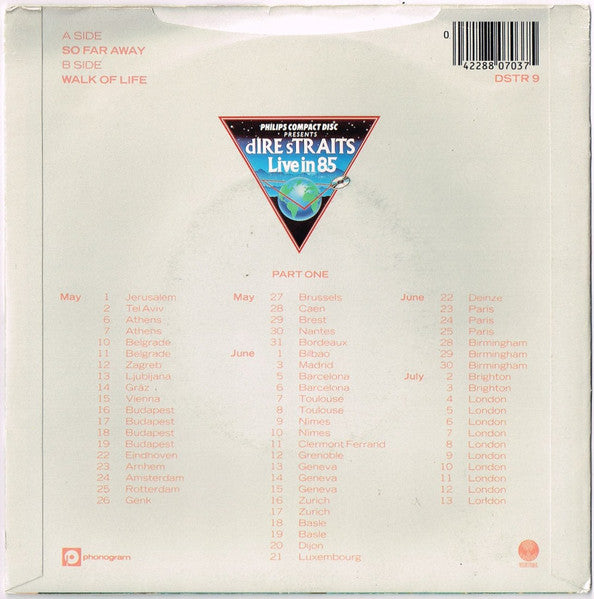 A SIDE
SO FAR AWAY
B SIDE
WALK OF LIFE
0
42288 07037
DSTR 9
PHILIPS COMPACT DISC
PRESENTS
dIRE sTRAITS
Live in 85
PART ONE
May 1 Jerusalem
2 Tel Aviv
6 Athens
7 Athens
10 Belgrade
11 Belgrade
12 Zagreb
13 Ljubljana
14 Gräz
15 Vienna
16 Budapest
17 Budapest
18 Budapest
19 Budapest
22 Eindhoven
23 Arnhem
24 Amsterdam
25 Rotterdam
26 Genk
May 27 Brussels
28 Caen
29 Brest
30 Nantes
31 Bordeaux
June 1 Bilbao
3 Madrid
5 Barcelona
6 Barcelona
7 Toulouse
8 Toulouse
9 Nimes
10 Nimes
11 Clermont Ferrand
12 Grenoble
13 Geneva
14 Geneva
15 Geneva
16 Zurich
17 Zurich
18 Basle
19 Basle
20 Dijon
21 Luxembourg
June 22 Deinze
23 Paris
24 Paris
25 Paris
28 Birmingham
29 Birmingham
30 Birmingham
July 2 Brighton
3 Brighton
4 London
5 London
6 London
7 London
8 London
9 London
10 London
11 London
12 London
13 London
phonogram